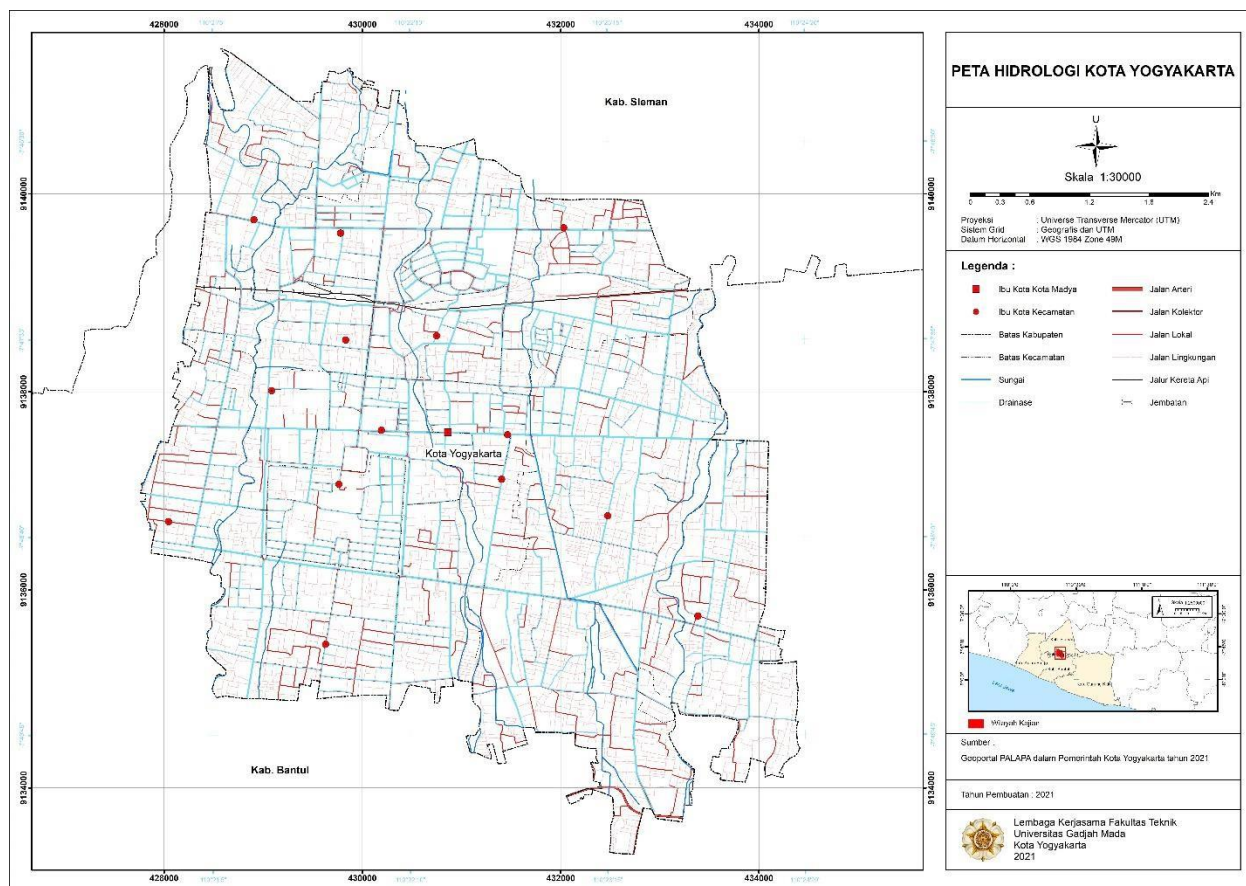 428000 430000 432000 434000
Kab. Sleman
9140000
9140000
9138000
9138000
Kota Yogyakarta
9136000
9136000
Kab. Bantul
9134000
9134000
428000 430000 432000 434000
PETA HIDROLOGI KOTA YOGYAKARTA
U
Skala 1:30000
Km
0 0.3 0.6 1.2 1.8 2.4
Proyeksi : Universe Transverse Mercator (UTM)
Sistem Grid : Geografis dan UTM
Datum Horizontal : WGS 1984 Zone 49M
Legenda :
Ibu Kota Kota Madya
Jalan Arteri
Ibu Kota Kecamatan
Jalan Kolektor
Batas Kabupaten
Jalan Lokal
Batas Kecamatan
Jalan Lingkungan
Sungai
Jalur Kereta Api
Drainase
Jembatan
Wilayah Kajian
Sumber :
Geoportal PALAPA dalam Pemerintah Kota Yogyakarta tahun 2021
Tahun Pembuatan : 2021
Lembaga Kerjasama Fakultas Teknik
Universitas Gadjah Mada
Kota Yogyakarta
2021